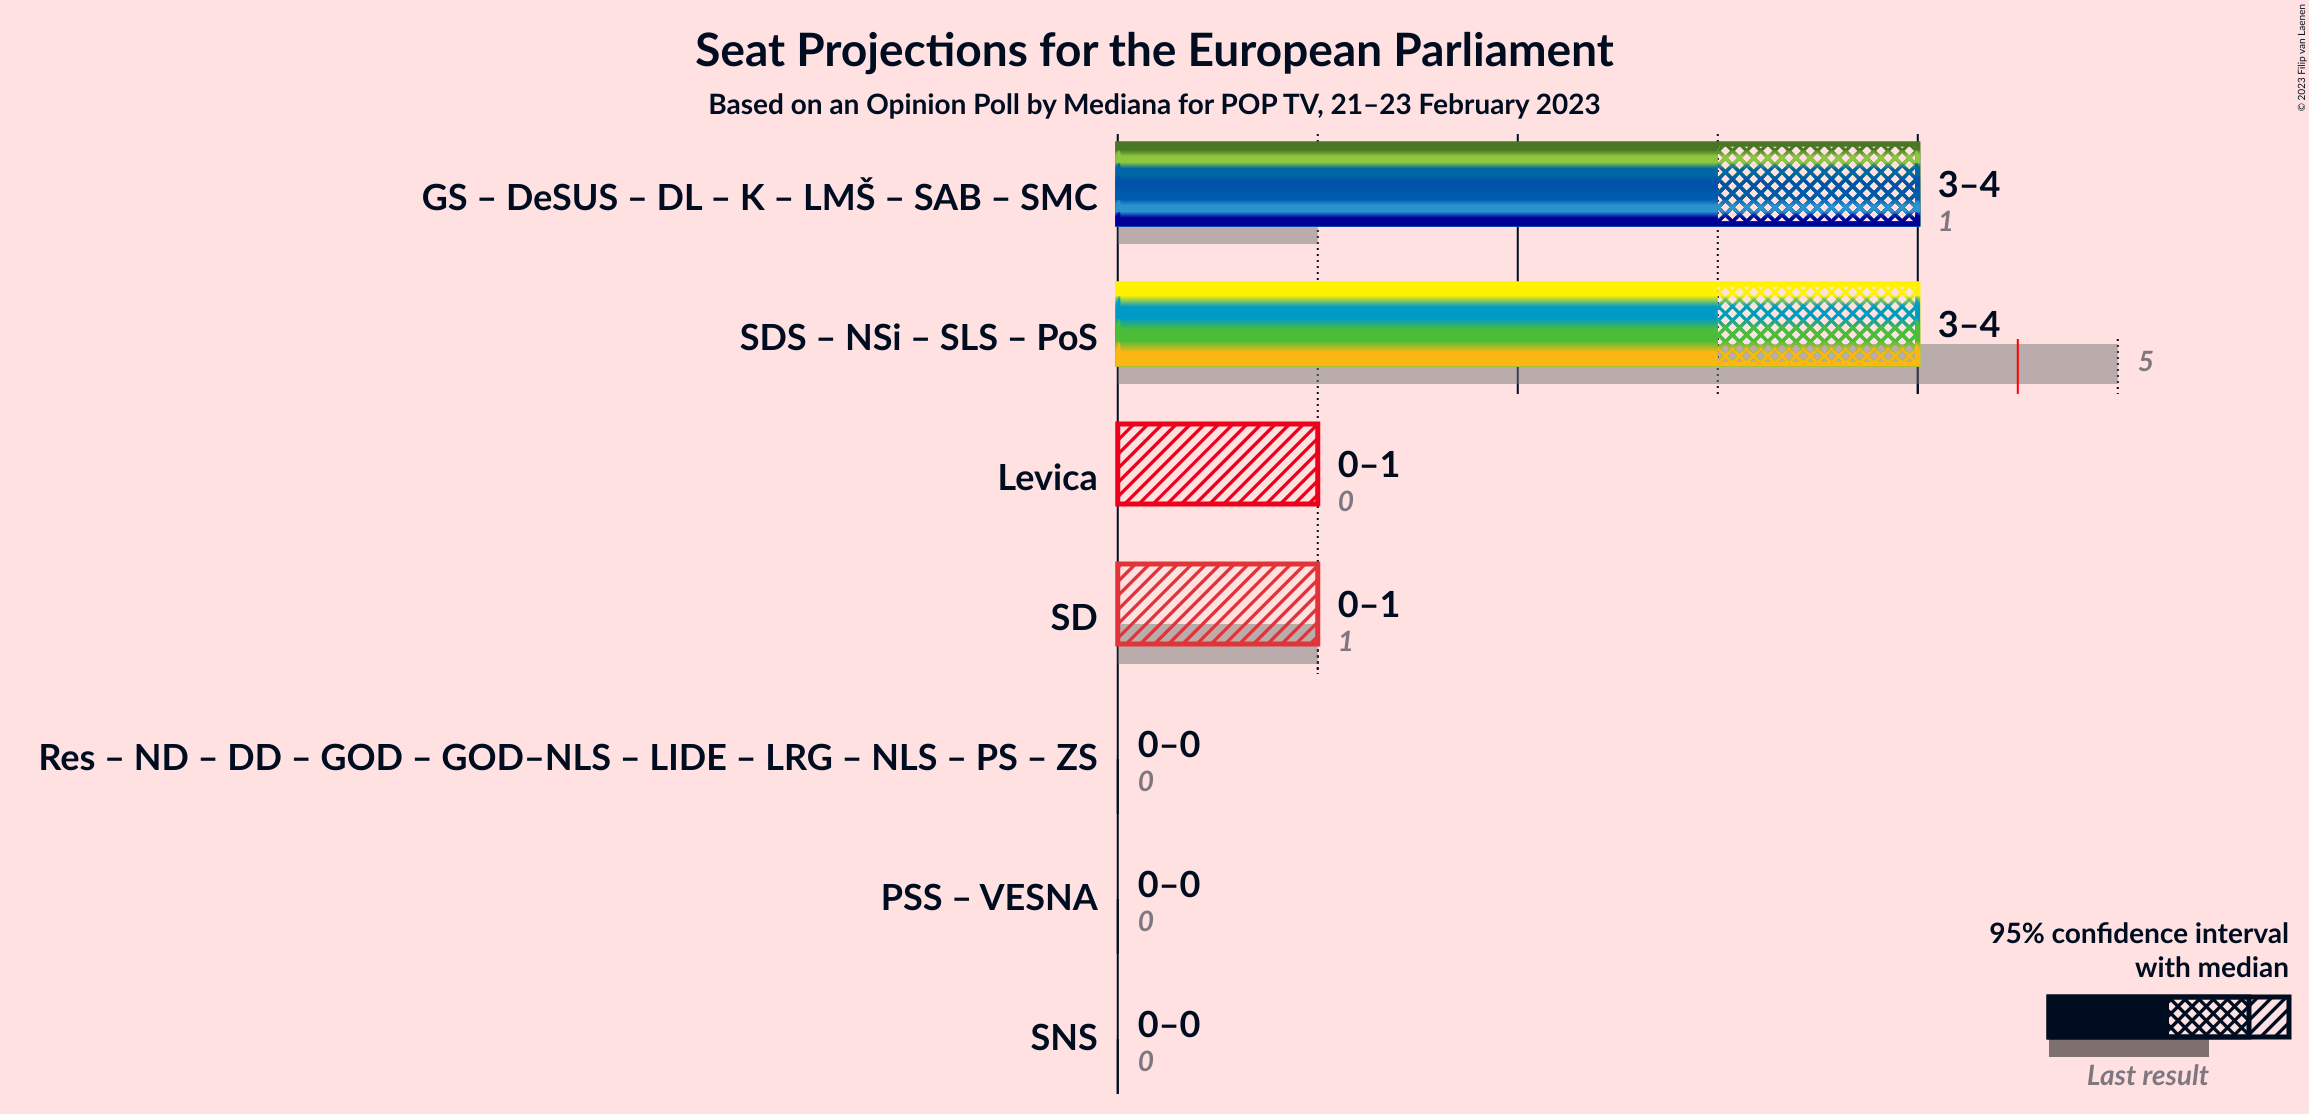 Seat Projections for the European Parliament
Based on an Opinion Poll by Mediana for POP TV, 21–23 February 2023
© 2023 Filip van Laenen
GS – DeSUS – DL – K – LMŠ – SAB – SMC
3–4
1
SDS – NSi – SLS – PoS
3–4
5
Levica
0–1
0
SD
0–1
1
Res – ND – DD – GOD – GOD–NLS – LIDE – LRG – NLS – PS – ZS
0–0
0
PSS – VESNA
0–0
0
SNS
0–0
0
95% confidence interval
with median
Last result